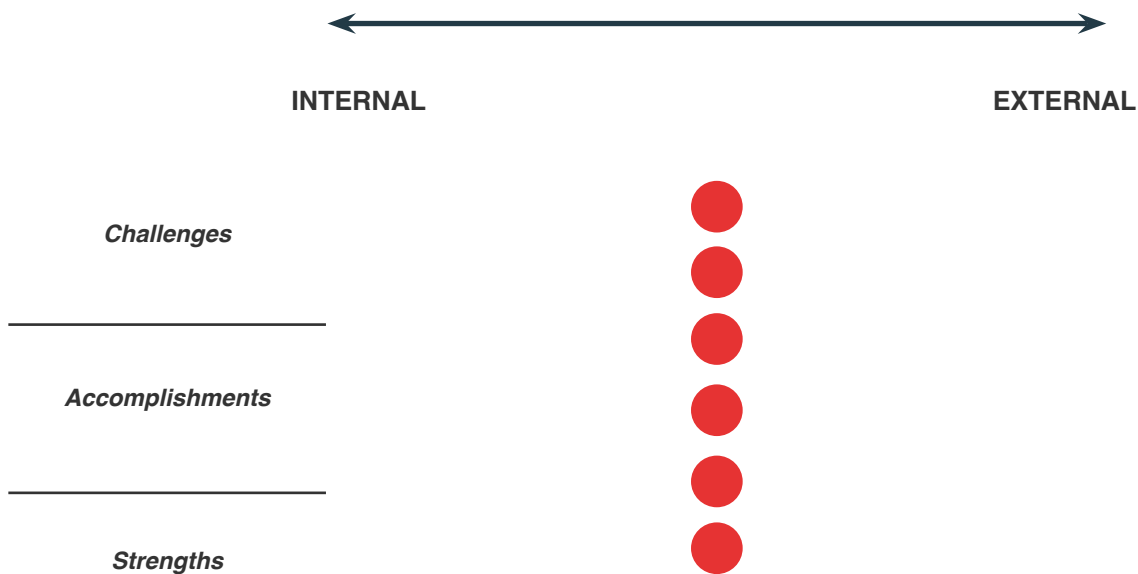 INTERNAL EXTERNAL
Challenges
Accomplishments
Strengths